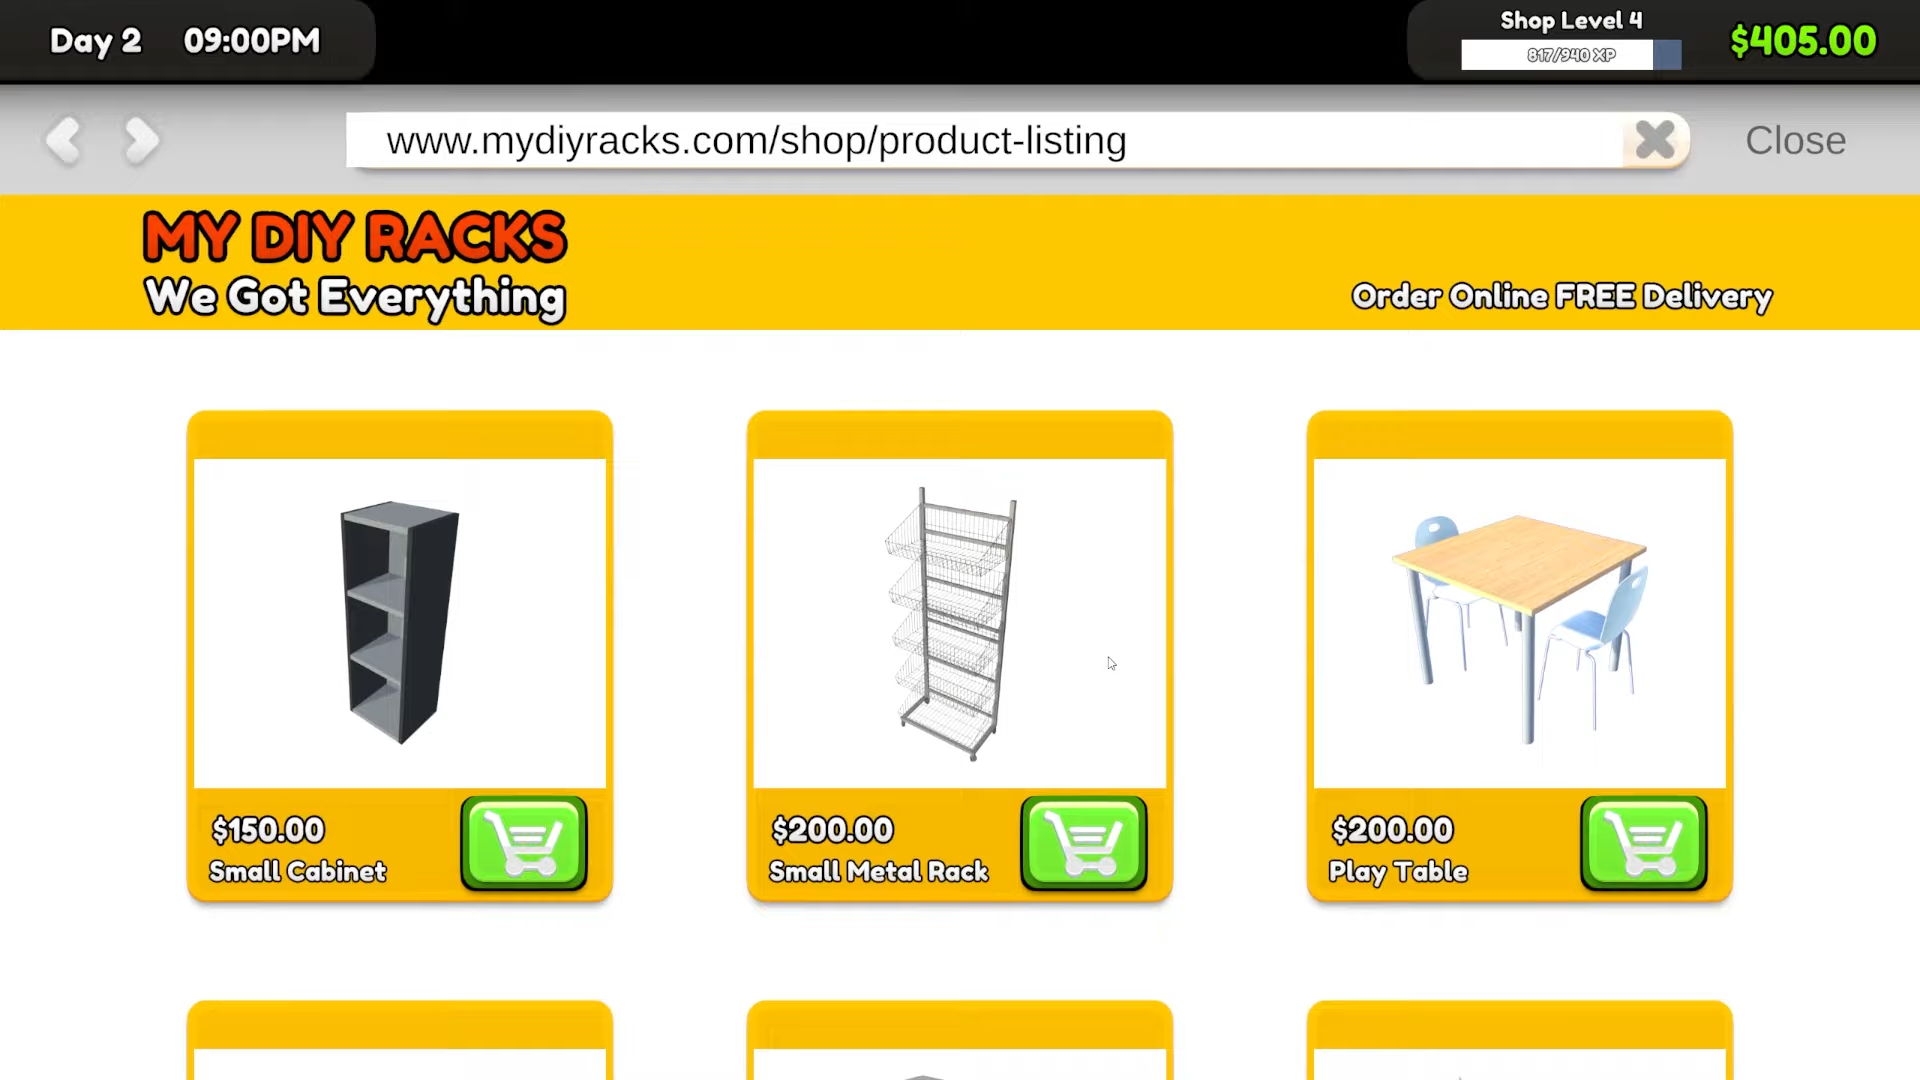 Day 2 09:00PM
Shop Level 4
817/940 XP
$405.00
www.mydiyracks.com/shop/product-listing
Close
MY DIY RACKS
We Got Everything
Order Online FREE Delivery
$150.00
Small Cabinet
$200.00
Small Metal Rack
$200.00
Play Table